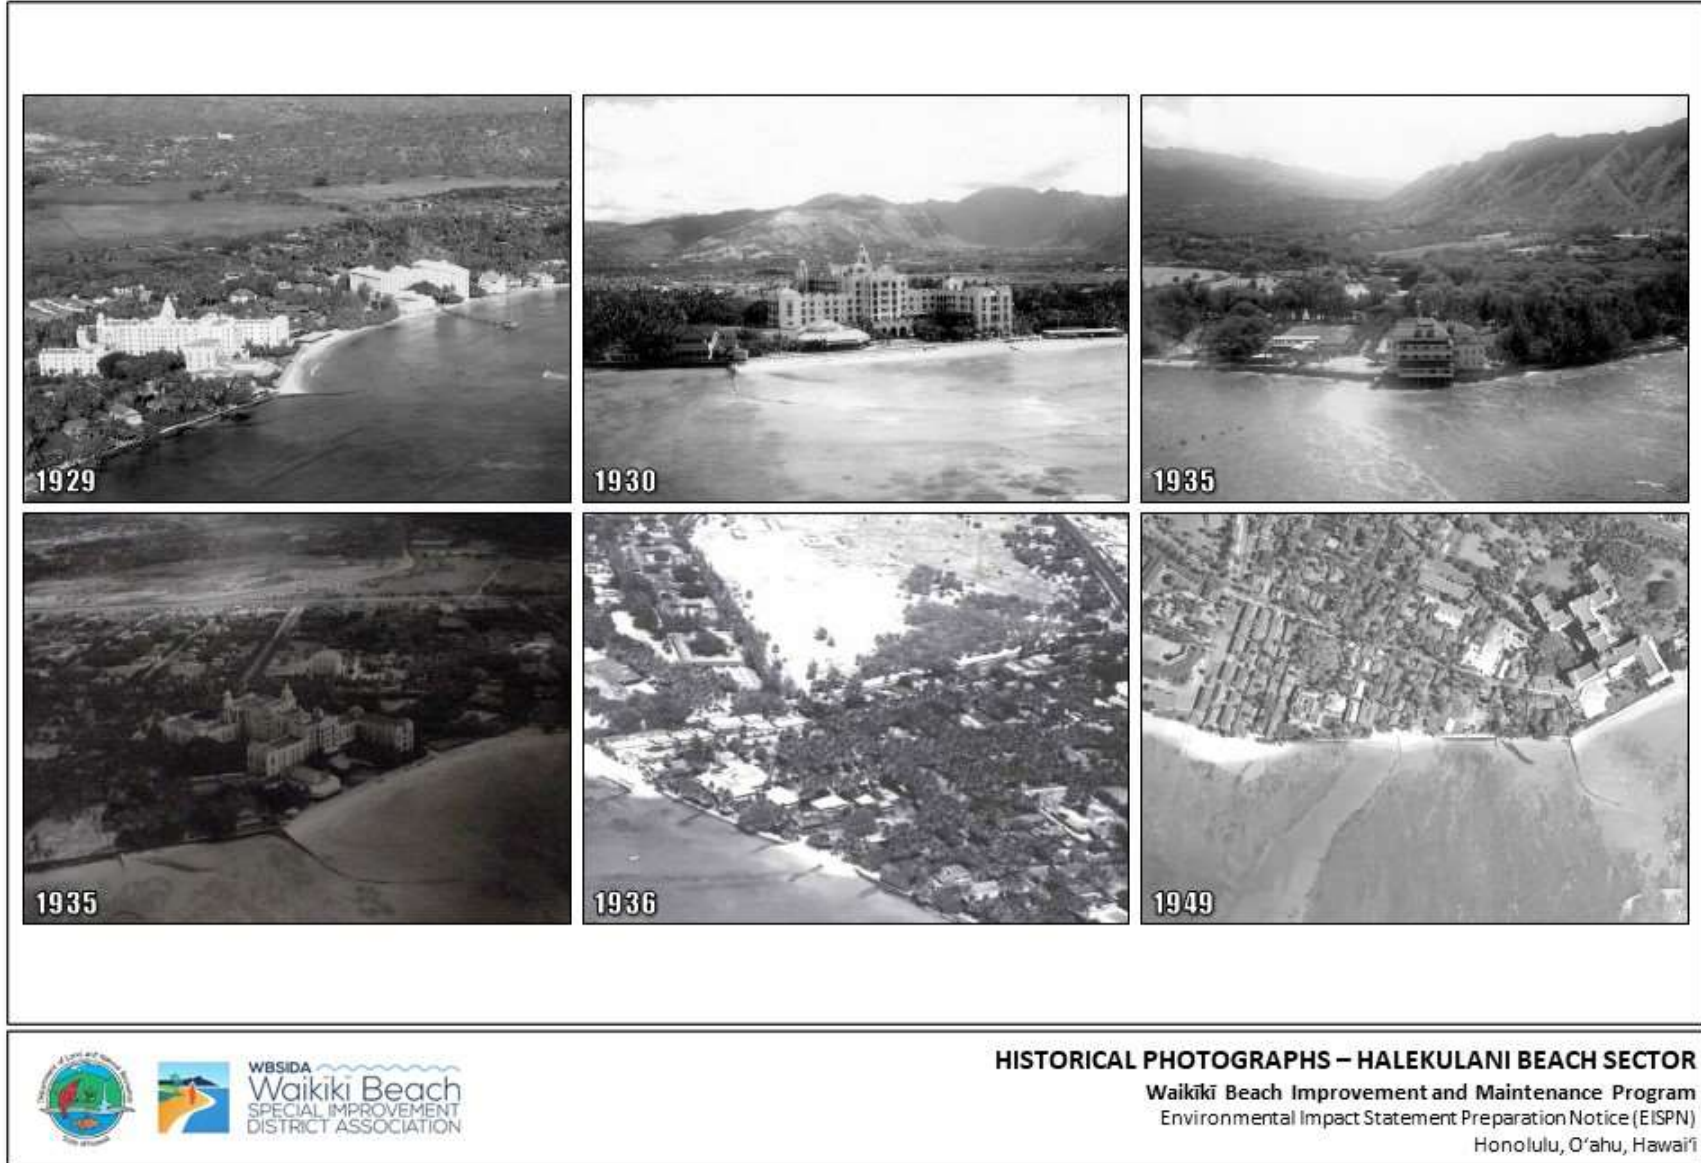 1929
1930
1935
1935
1936
1949
WBSIDA
Waikīkī Beach
SPECIAL IMPROVEMENT
DISTRICT ASSOCIATION
HISTORICAL PHOTOGRAPHS – HALEKULANI BEACH SECTOR
Waikīkī Beach Improvement and Maintenance Program
Environmental Impact Statement Preparation Notice (EISPN)
Honolulu, Oʻahu, Hawaiʻi